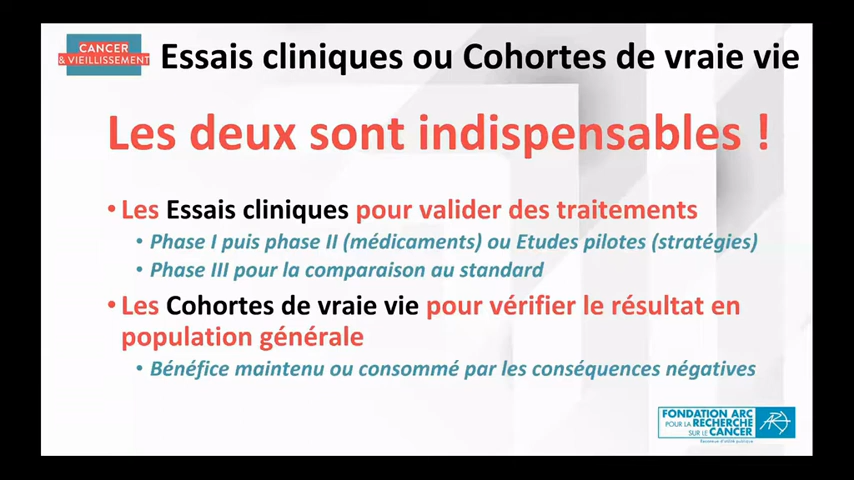 CANCER
& VIEILLISSEMENT
Essais cliniques ou Cohortes de vraie vie
Les deux sont indispensables !
• Les Essais cliniques pour valider des traitements
• Phase I puis phase II (médicaments) ou Etudes pilotes (stratégies)
• Phase III pour la comparaison au standard
• Les Cohortes de vraie vie pour vérifier le résultat en
population générale
• Bénéfice maintenu ou consommé par les conséquences négatives
FONDATION ARC
POUR LA RECHERCHE
SUR LE CANCER
Reconnue d'utilité publique